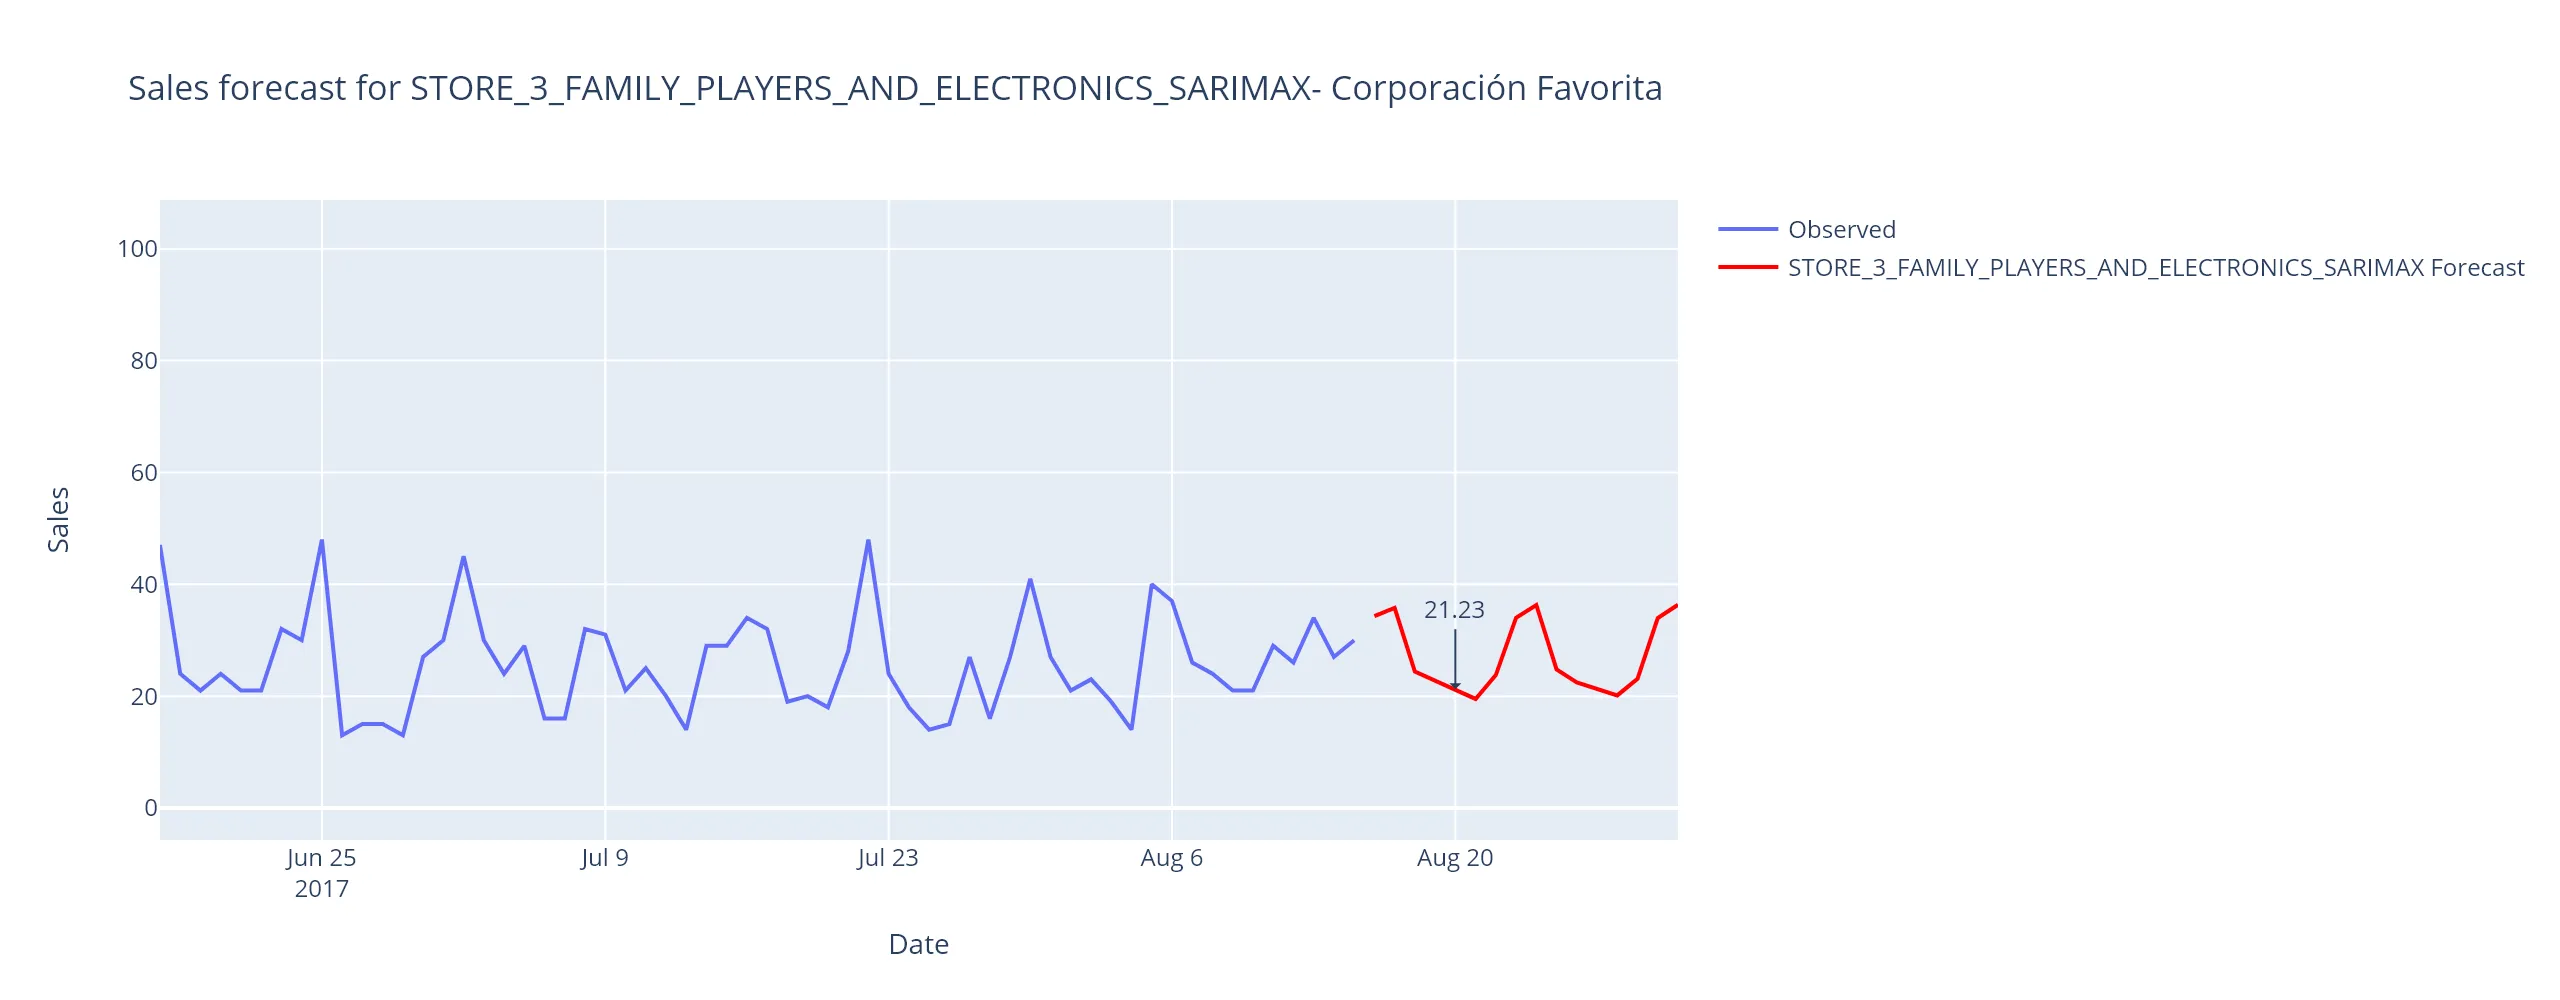 Sales forecast for STORE_3_FAMILY_PLAYERS_AND_ELECTRONICS_SARIMAX- Corporación Favorita
Observed
STORE_3_FAMILY_PLAYERS_AND_ELECTRONICS_SARIMAX Forecast
100
80
60
40
20
0
Sales
21.23
Jun 25
2017
Jul 9
Jul 23
Aug 6
Aug 20
Date